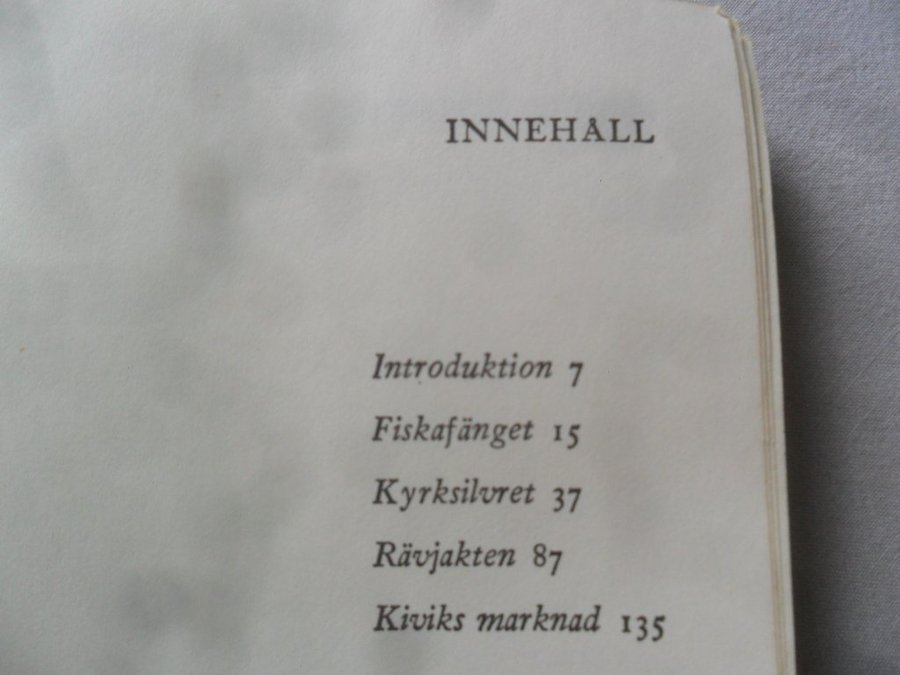 INNEHÅLL
Introduktion 7
Fiskafänget 15
Kyrksilvret 37
Rävjakten 87
Kiviks marknad 135